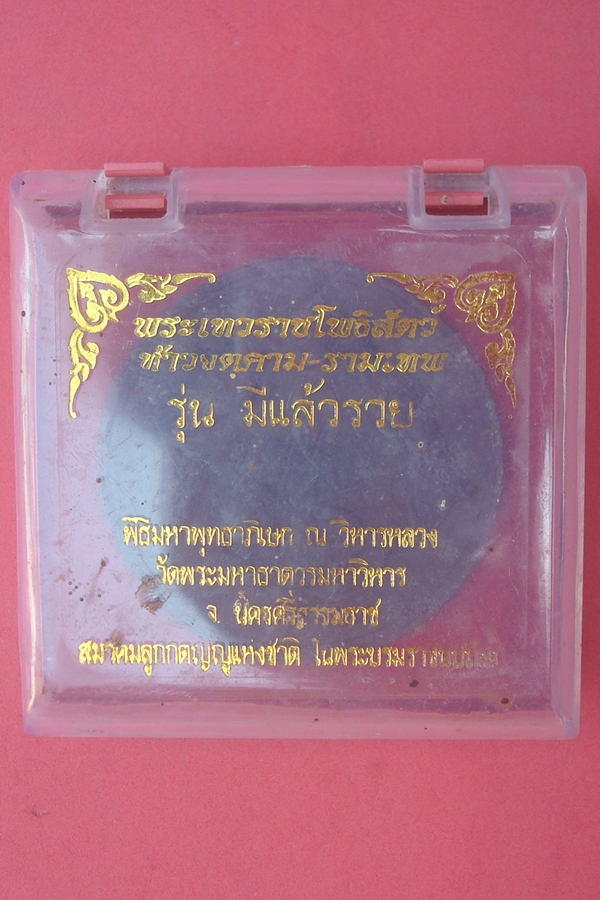 พระเทวราชโพธิสัตว
ท้าวจตุคาม-รามเทพ
รุ่น มีแล้วรวย
พิธีมหาพุทธาภิเษก ณ วิหารหลวง
วัดพระมหาธาตุวรมหาวิหาร
จ. นครศรีธรรมราช
สมาคมลูกกตัญญูแห่งชาติ ในพระบรมราชูปถัมภ์